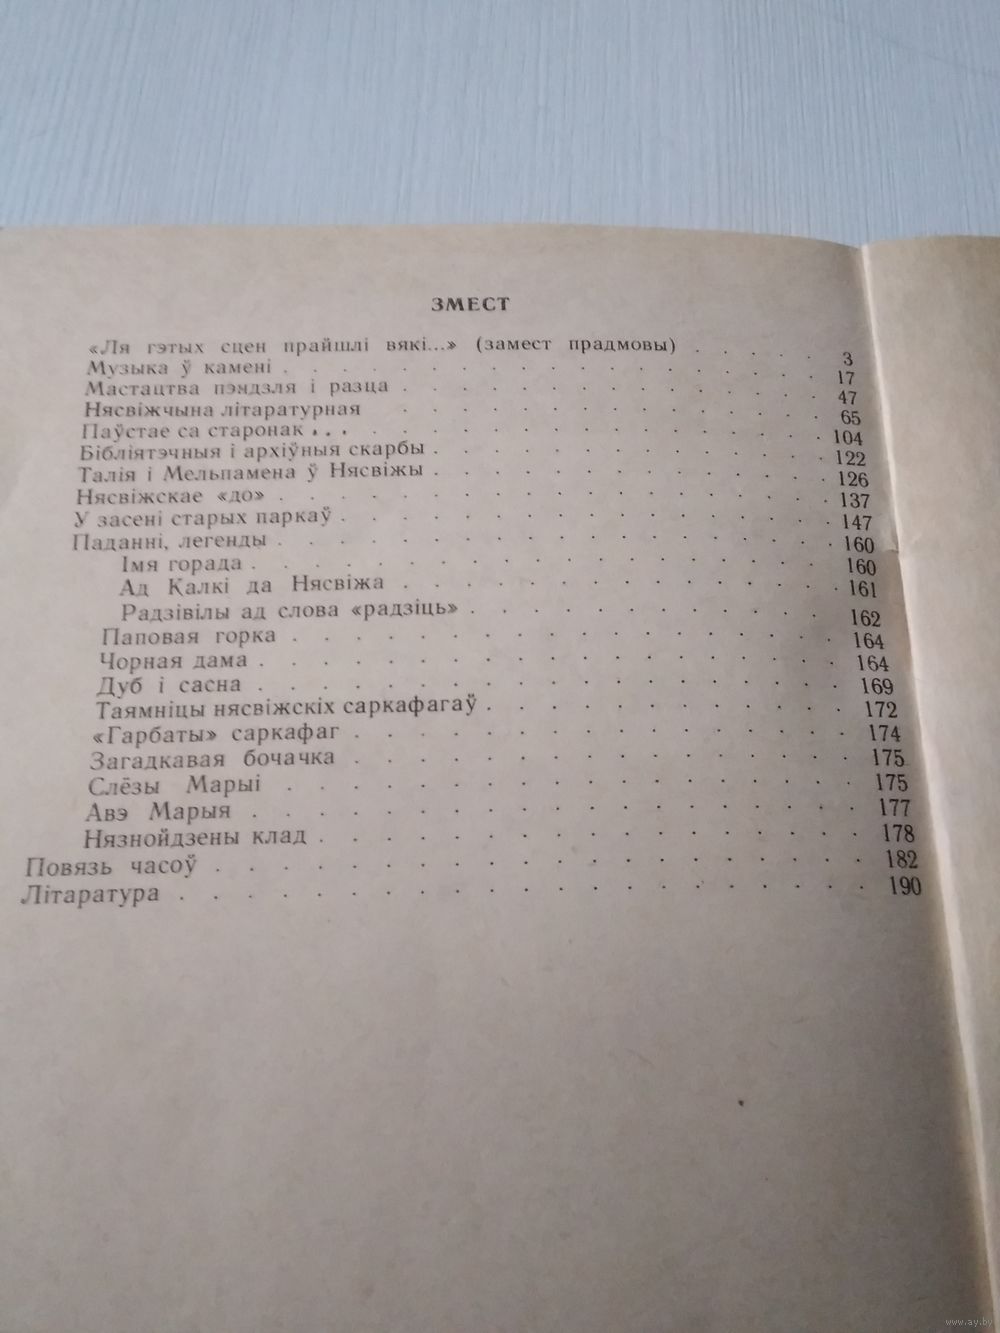 ЗМЕСТ
«Ля гэтых сцен прайшлі вякі...» (замест прадмовы) . . . . . 3
Музыка ў камені . . . . . . . . . . . . . . . . 17
Мастацтва пэндзля і разца . . . . . . . . . . . . . . 47
Нясвіжчына літаратурная . . . . . . . . . . . . . . 65
Паўстае са старонак . . . . . . . . . . . . . . . . 104
Бібліятэчныя і архіўныя скарбы . . . . . . . . . . . . 122
Талія і Мельпамена ў Нясвіжы . . . . . . . . . . . . 126
Нясвіжскае «до» . . . . . . . . . . . . . . . . 137
У засені старых паркаў . . . . . . . . . . . . . . 147
Паданні, легенды . . . . . . . . . . . . . . . . 160
Імя горада . . . . . . . . . . . . . . . . . 160
Ад Калкі да Нясвіжа . . . . . . . . . . . . . . 161
Радзівілы ад слова «радзіць» . . . . . . . . . . . 162
Паповая горка . . . . . . . . . . . . . . . . 164
Чорная дама . . . . . . . . . . . . . . . . 164
Дуб і сасна . . . . . . . . . . . . . . . . 169
Таямніцы нясвіжскіх саркафагаў . . . . . . . . . . . 172
«Гарбаты» саркафаг . . . . . . . . . . . . . . 174
Загадкавая бочачка . . . . . . . . . . . . . . 175
Слёзы Марыі . . . . . . . . . . . . . . . . 175
Авэ Марыя . . . . . . . . . . . . . . . . . 177
Нязнойдзены клад . . . . . . . . . . . . . . . 178
Повязь часоў . . . . . . . . . . . . . . . . . 182
Літаратура . . . . . . . . . . . . . . . . . . 190
www.ay.by